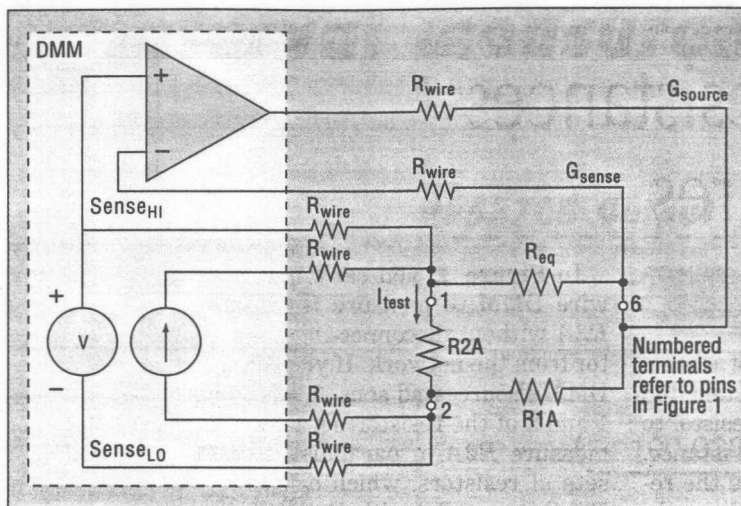 DMM
+
−
R_wire
G_source
R_wire
G_sense
Sense_HI
R_wire
R_wire
R_eq
I_test
1
6
+
V
−
R2A
Numbered
terminals
refer to pins
in Figure 1
R1A
2
R_wire
Sense_LO
R_wire